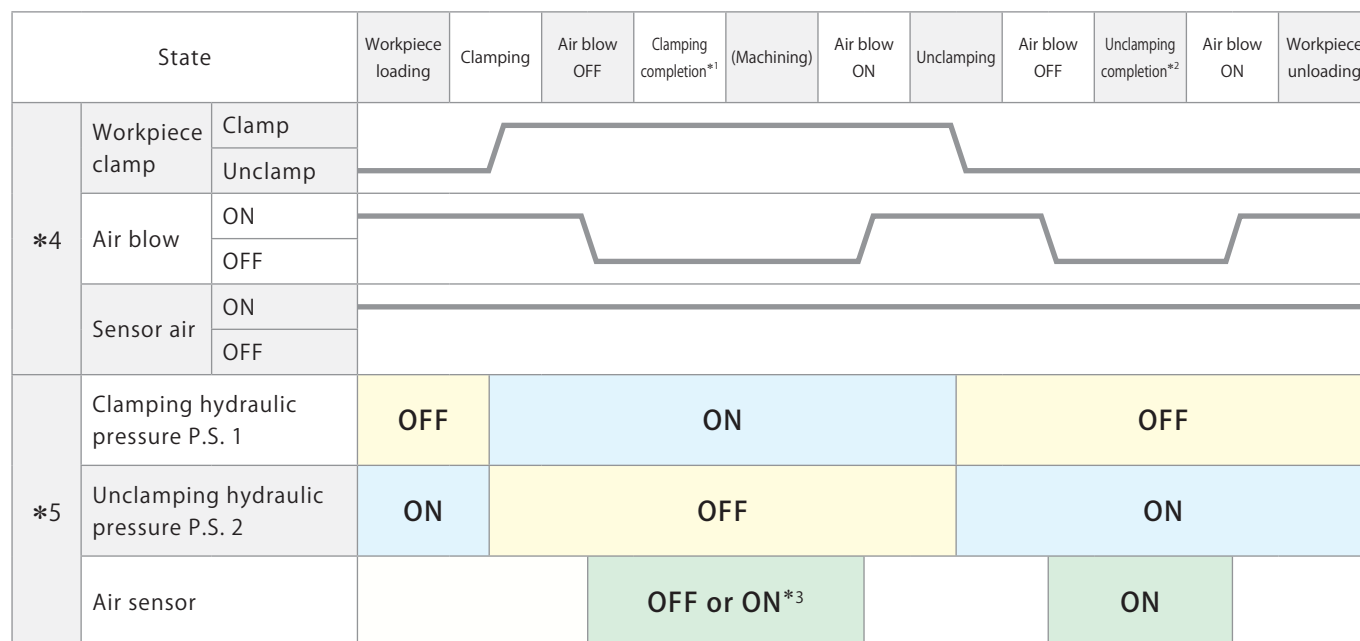 State
Workpiece
loading
Clamping
Air blow
OFF
Clamping
completion*1
(Machining)
Air blow
ON
Unclamping
Air blow
OFF
Unclamping
completion*2
Air blow
ON
Workpiece
unloading
*4
Workpiece
clamp
Clamp
Unclamp
Air blow
ON
OFF
Sensor air
ON
OFF
*5
Clamping hydraulic
pressure P.S. 1
OFF
ON
OFF
Unclamping hydraulic
pressure P.S. 2
ON
OFF
ON
Air sensor
OFF or ON*3
ON